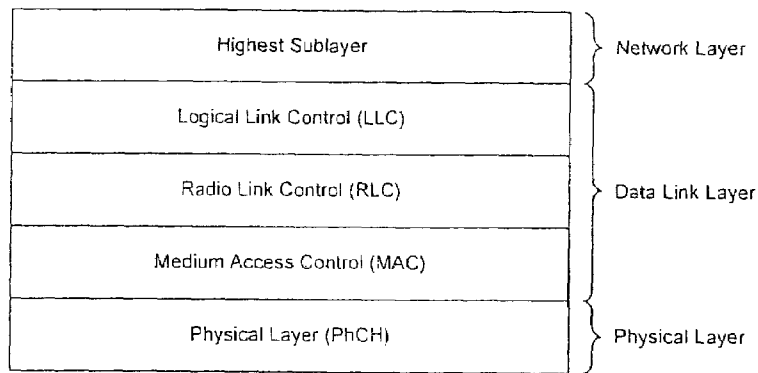 Highest Sublayer
Network Layer
Logical Link Control (LLC)
Radio Link Control (RLC)
Data Link Layer
Medium Access Control (MAC)
Physical Layer (PhCH)
Physical Layer